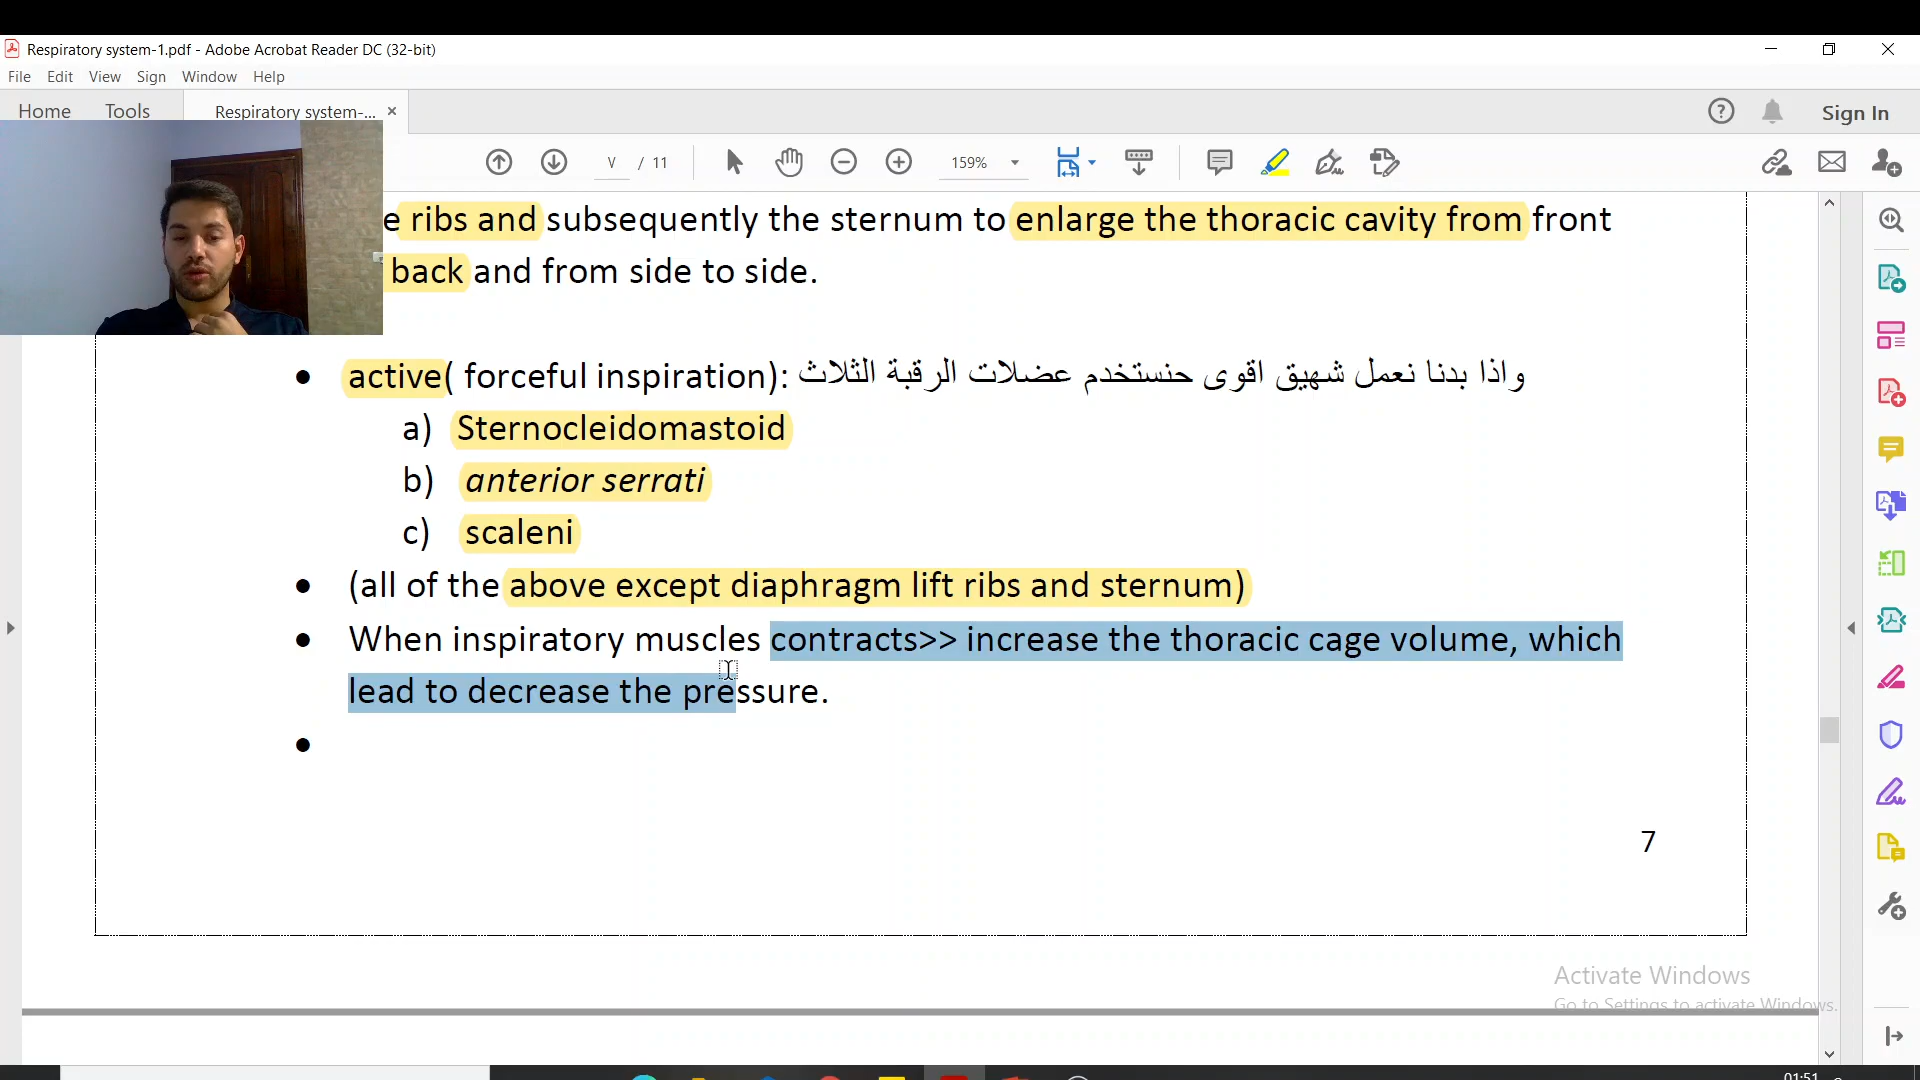 Respiratory system-1.pdf - Adobe Acrobat Reader DC (32-bit)
File Edit View Sign Window Help
Home Tools Respiratory system-... × Sign In
V / 11 159%
e ribs and subsequently the sternum to enlarge the thoracic cavity from front
back and from side to side.
● active( forceful inspiration): واذا بدنا نعمل شهيق اقوى حنستخدم عضلات الرقبة الثلاث
a) Sternocleidomastoid
b) anterior serrati
c) scaleni
● (all of the above except diaphragm lift ribs and sternum)
● When inspiratory muscles contracts>> increase the thoracic cage volume, which
lead to decrease the pressure.
●
7
Activate Windows
Go to Settings to activate Windows.
01:51